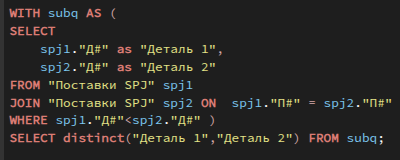 WITH subq AS (
SELECT
spj1."Д#" as "Деталь 1",
spj2."Д#" as "Деталь 2"
FROM "Поставки SPJ" spj1
JOIN "Поставки SPJ" spj2 ON spj1."П#" = spj2."П#"
WHERE spj1."Д#"<spj2."Д#" )
SELECT distinct("Деталь 1","Деталь 2") FROM subq;